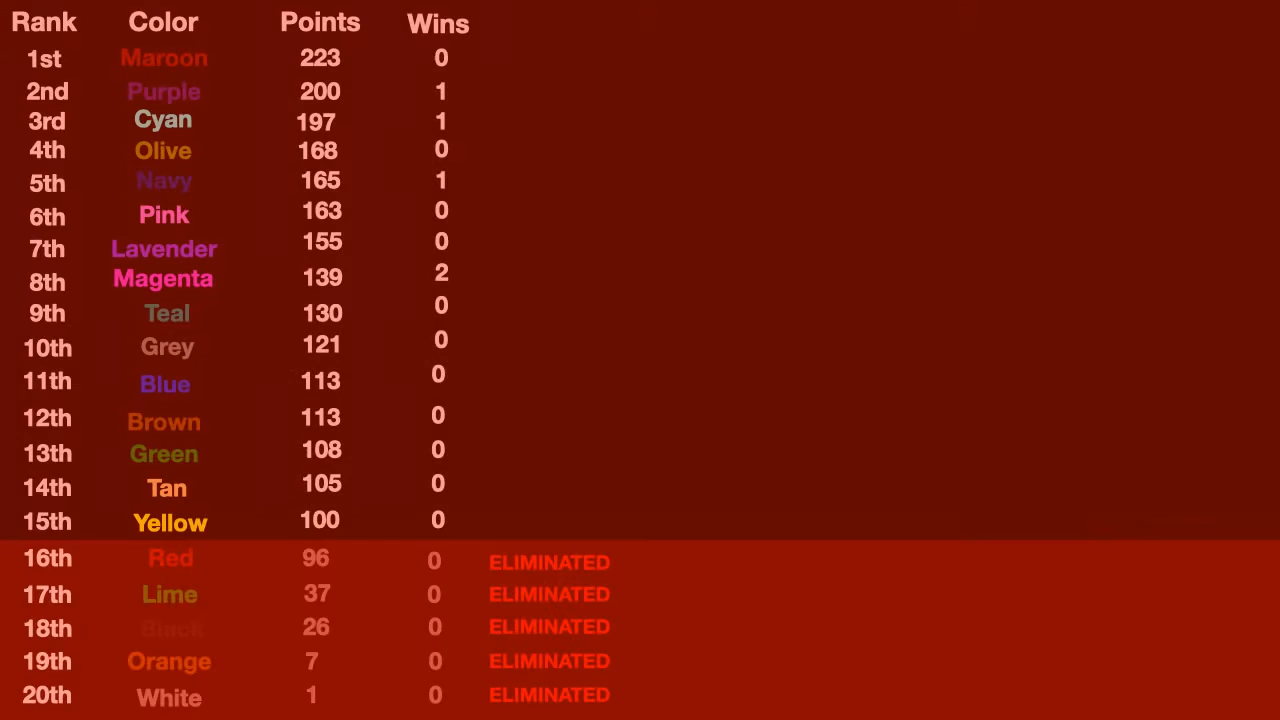 Rank Color Points Wins
1st Maroon 223 0
2nd Purple 200 1
3rd Cyan 197 1
4th Olive 168 0
5th Navy 165 1
6th Pink 163 0
7th Lavender 155 0
8th Magenta 139 2
9th Teal 130 0
10th Grey 121 0
11th Blue 113 0
12th Brown 113 0
13th Green 108 0
14th Tan 105 0
15th Yellow 100 0
16th Red 96 0 ELIMINATED
17th Lime 37 0 ELIMINATED
18th Black 26 0 ELIMINATED
19th Orange 7 0 ELIMINATED
20th White 1 0 ELIMINATED